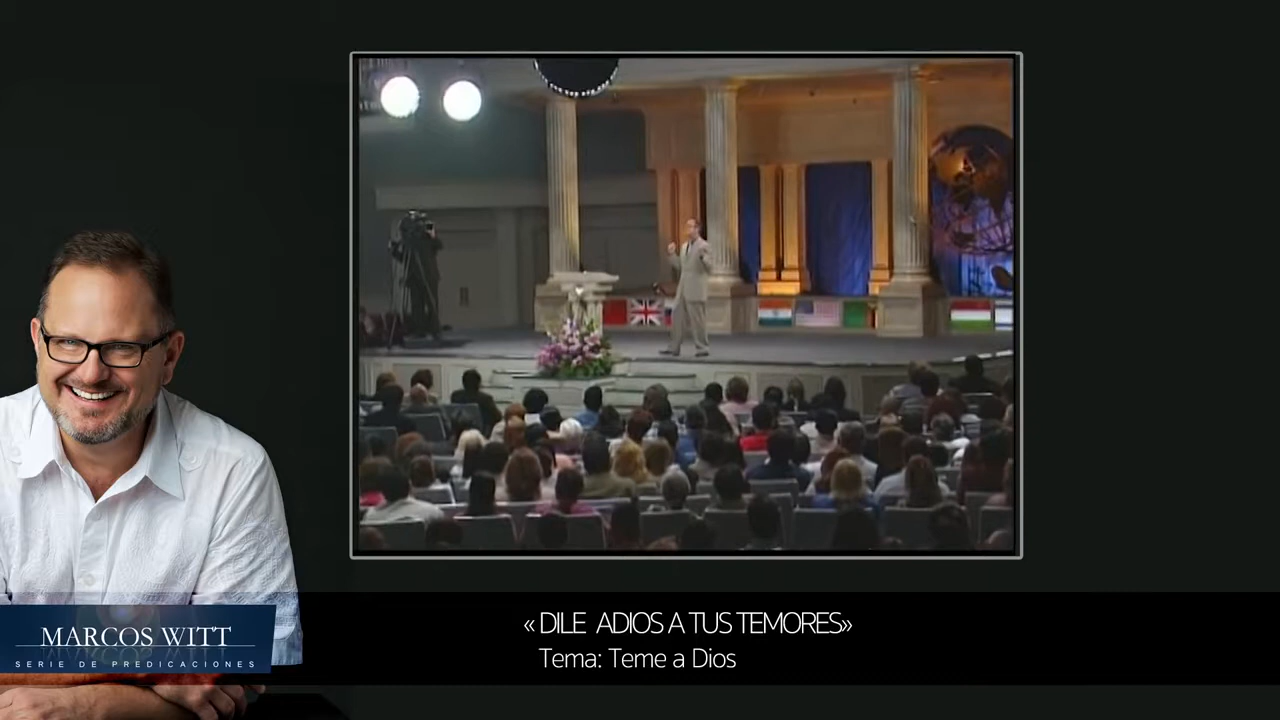 MARCOS WITT
SERIE DE PREDICACIONES
« DILE ADIOS A TUS TEMORES»
Tema: Teme a Dios